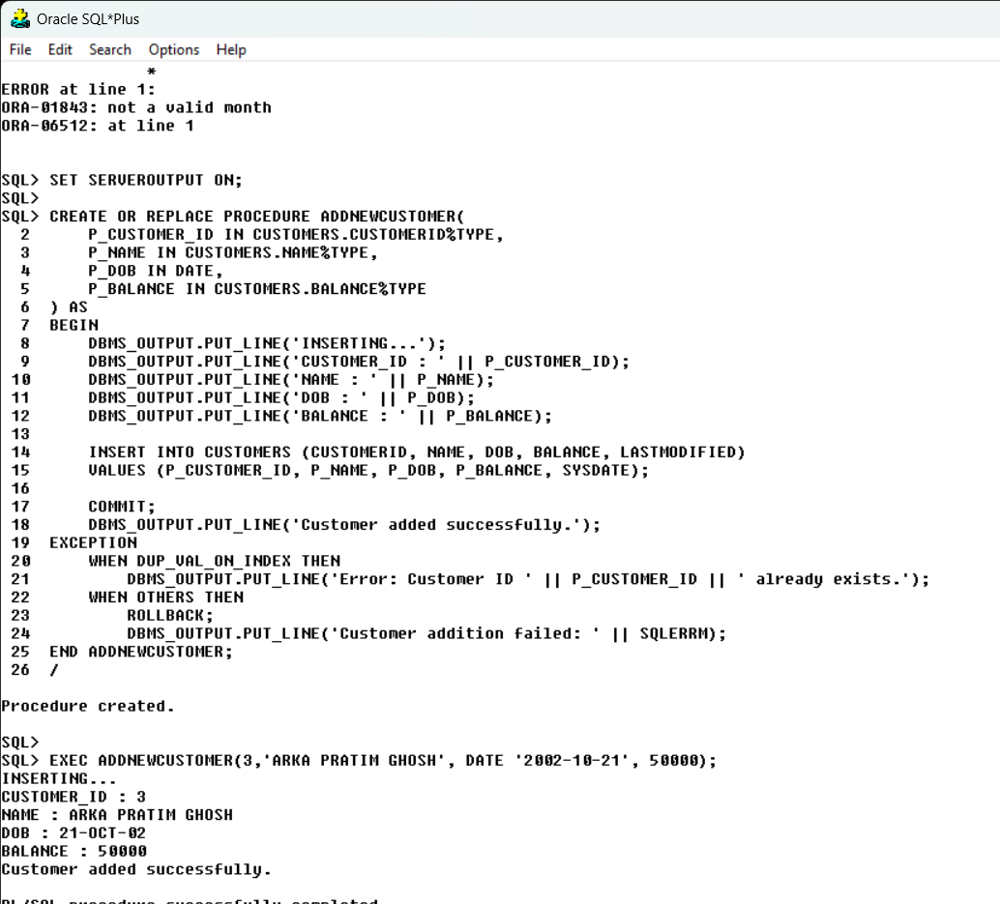 Oracle SQL*Plus
File Edit Search Options Help
*
ERROR at line 1:
ORA-01843: not a valid month
ORA-06512: at line 1
SQL> SET SERVEROUTPUT ON;
SQL>
SQL> CREATE OR REPLACE PROCEDURE ADDNEWCUSTOMER(
2 P_CUSTOMER_ID IN CUSTOMERS.CUSTOMERID%TYPE,
3 P_NAME IN CUSTOMERS.NAME%TYPE,
4 P_DOB IN DATE,
5 P_BALANCE IN CUSTOMERS.BALANCE%TYPE
6 ) AS
7 BEGIN
8 DBMS_OUTPUT.PUT_LINE('INSERTING...');
9 DBMS_OUTPUT.PUT_LINE('CUSTOMER_ID : ' || P_CUSTOMER_ID);
10 DBMS_OUTPUT.PUT_LINE('NAME : ' || P_NAME);
11 DBMS_OUTPUT.PUT_LINE('DOB : ' || P_DOB);
12 DBMS_OUTPUT.PUT_LINE('BALANCE : ' || P_BALANCE);
13
14 INSERT INTO CUSTOMERS (CUSTOMERID, NAME, DOB, BALANCE, LASTMODIFIED)
15 VALUES (P_CUSTOMER_ID, P_NAME, P_DOB, P_BALANCE, SYSDATE);
16
17 COMMIT;
18 DBMS_OUTPUT.PUT_LINE('Customer added successfully.');
19 EXCEPTION
20 WHEN DUP_VAL_ON_INDEX THEN
21 DBMS_OUTPUT.PUT_LINE('Error: Customer ID ' || P_CUSTOMER_ID || ' already exists.');
22 WHEN OTHERS THEN
23 ROLLBACK;
24 DBMS_OUTPUT.PUT_LINE('Customer addition failed: ' || SQLERRM);
25 END ADDNEWCUSTOMER;
26 /
Procedure created.
SQL>
SQL> EXEC ADDNEWCUSTOMER(3,'ARKA PRATIM GHOSH', DATE '2002-10-21', 50000);
INSERTING...
CUSTOMER_ID : 3
NAME : ARKA PRATIM GHOSH
DOB : 21-OCT-02
BALANCE : 50000
Customer added successfully.
PL/SQL procedure successfully completed